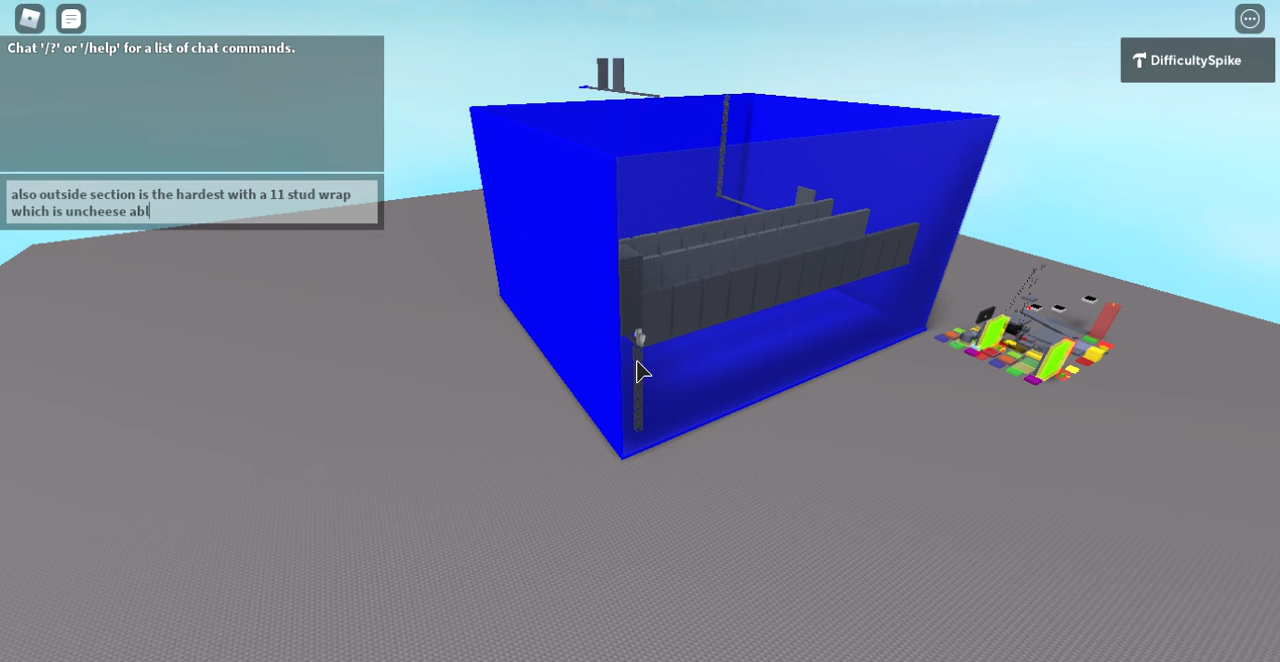 Chat '/?' or '/help' for a list of chat commands.
DifficultySpike
also outside section is the hardest with a 11 stud wrap
which is uncheese abl